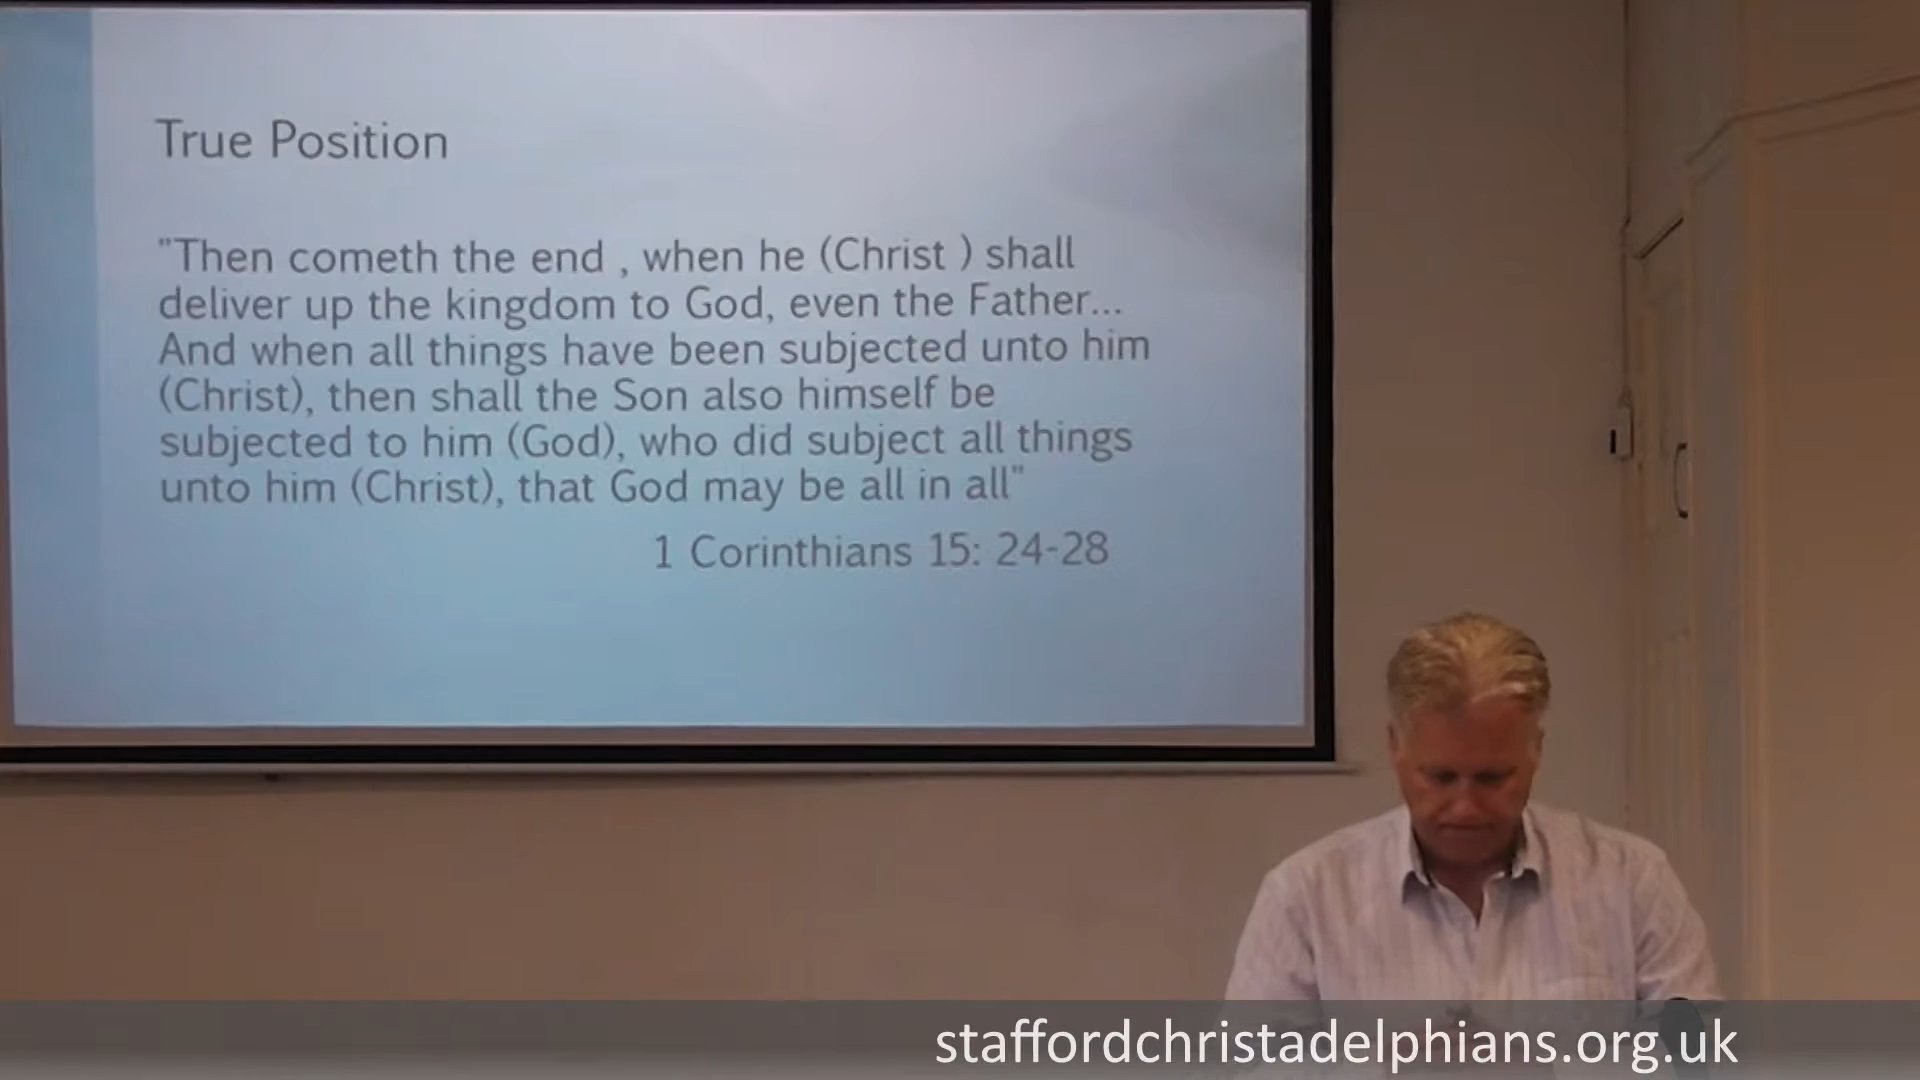 True Position
"Then cometh the end , when he (Christ ) shall
deliver up the kingdom to God, even the Father...
And when all things have been subjected unto him
(Christ), then shall the Son also himself be
subjected to him (God), who did subject all things
unto him (Christ), that God may be all in all"
1 Corinthians 15: 24-28
staffordchristadelphians.org.uk